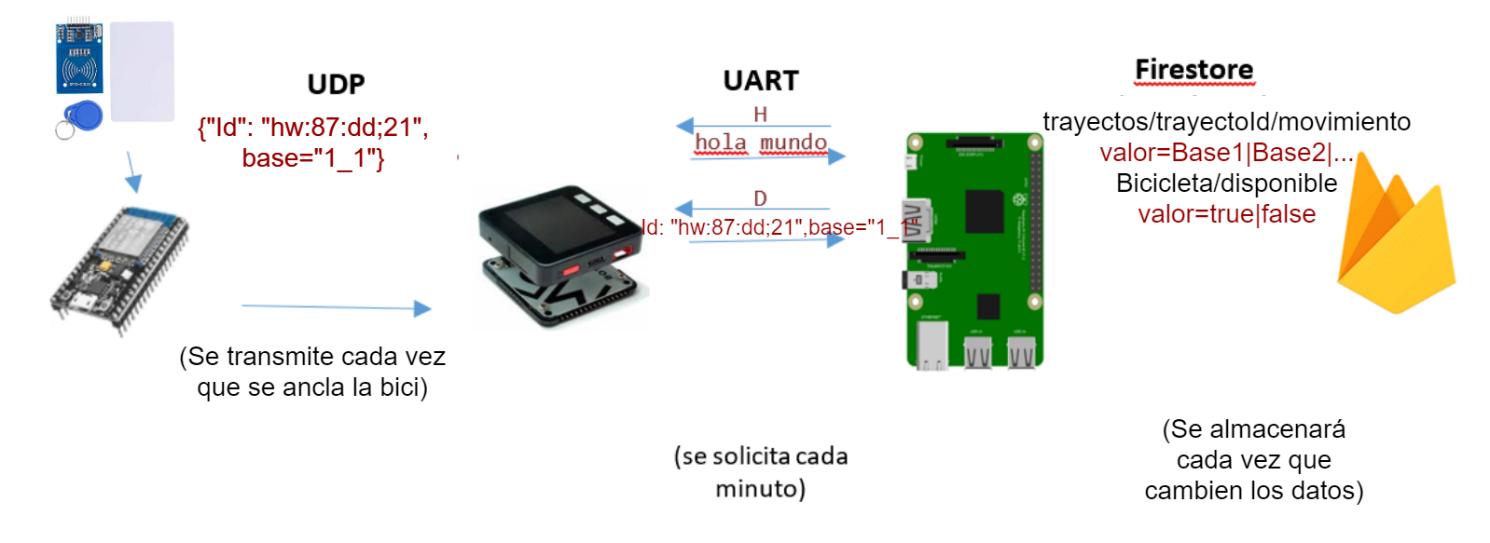 UDP
{"Id": "hw:87:dd;21",
base="1_1"}
(Se transmite cada vez
que se ancla la bici)
UART
H
hola mundo
D
Id: "hw:87:dd;21",base="1_1"
(se solicita cada
minuto)
Firestore
trayectos/trayectoId/movimiento
valor=Base1|Base2|...
Bicicleta/disponible
valor=true|false
(Se almacenará
cada vez que
cambien los datos)